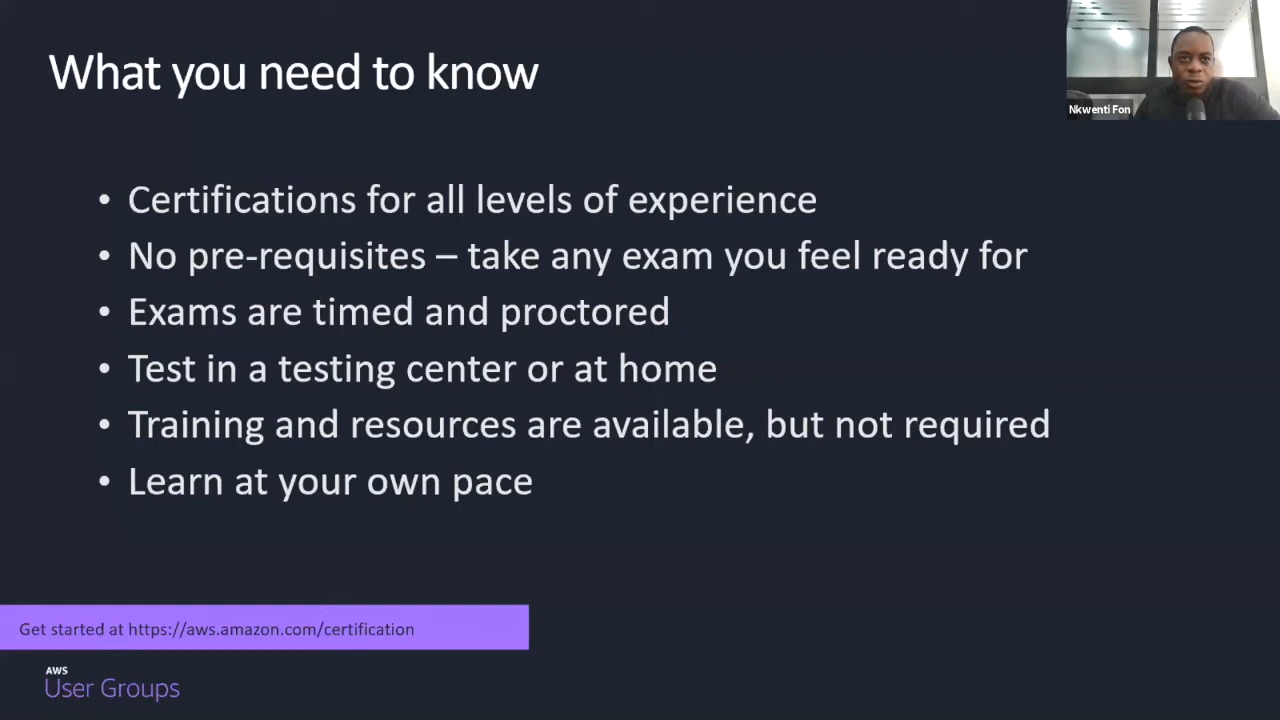 What you need to know
Nkwenti Fon
• Certifications for all levels of experience
• No pre-requisites – take any exam you feel ready for
• Exams are timed and proctored
• Test in a testing center or at home
• Training and resources are available, but not required
• Learn at your own pace
Get started at https://aws.amazon.com/certification
AWS
User Groups